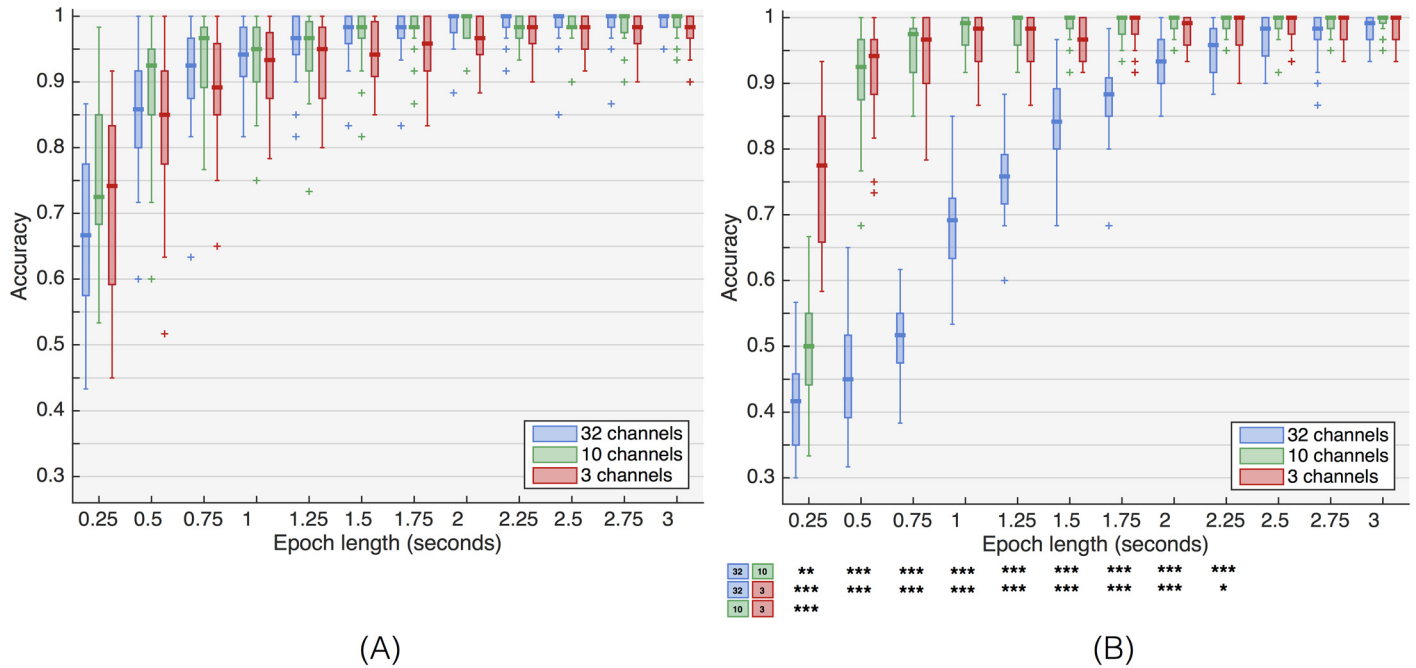 1
0.9
0.8
0.7
0.6
0.5
0.4
0.3
Accuracy
32 channels
10 channels
3 channels
0.25 0.5 0.75 1 1.25 1.5 1.75 2 2.25 2.5 2.75 3
Epoch length (seconds)
(A)
1
0.9
0.8
0.7
0.6
0.5
0.4
0.3
Accuracy
32 channels
10 channels
3 channels
0.25 0.5 0.75 1 1.25 1.5 1.75 2 2.25 2.5 2.75 3
Epoch length (seconds)
32 10 ** *** *** *** *** *** *** *** ***
32 3 *** *** *** *** *** *** *** *** *
10 3 ***
(B)